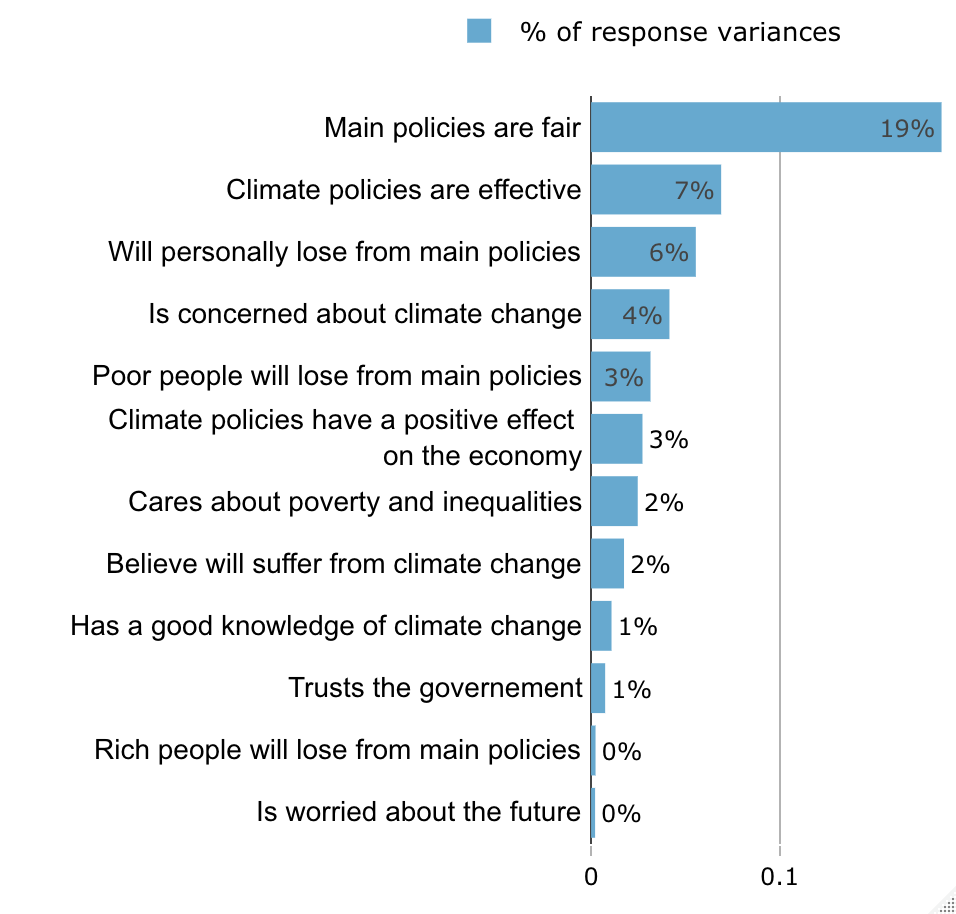 % of response variances
Main policies are fair 19%
Climate policies are effective 7%
Will personally lose from main policies 6%
Is concerned about climate change 4%
Poor people will lose from main policies 3%
Climate policies have a positive effect
on the economy 3%
Cares about poverty and inequalities 2%
Believe will suffer from climate change 2%
Has a good knowledge of climate change 1%
Trusts the governement 1%
Rich people will lose from main policies 0%
Is worried about the future 0%
0 0.1